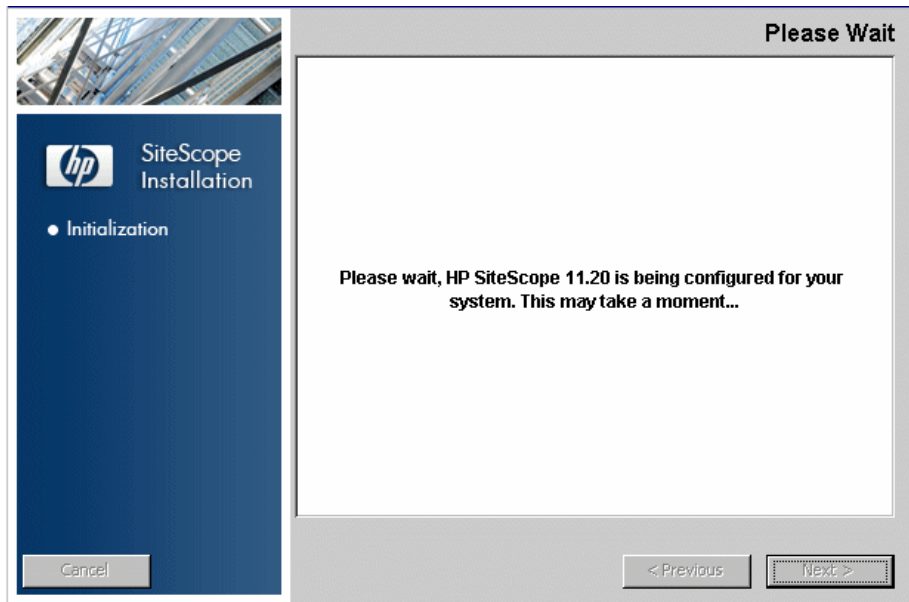 Please Wait
hp
SiteScope
Installation
● Initialization
Please wait, HP SiteScope 11.20 is being configured for your
system. This may take a moment...
Cancel
< Previous
Next >